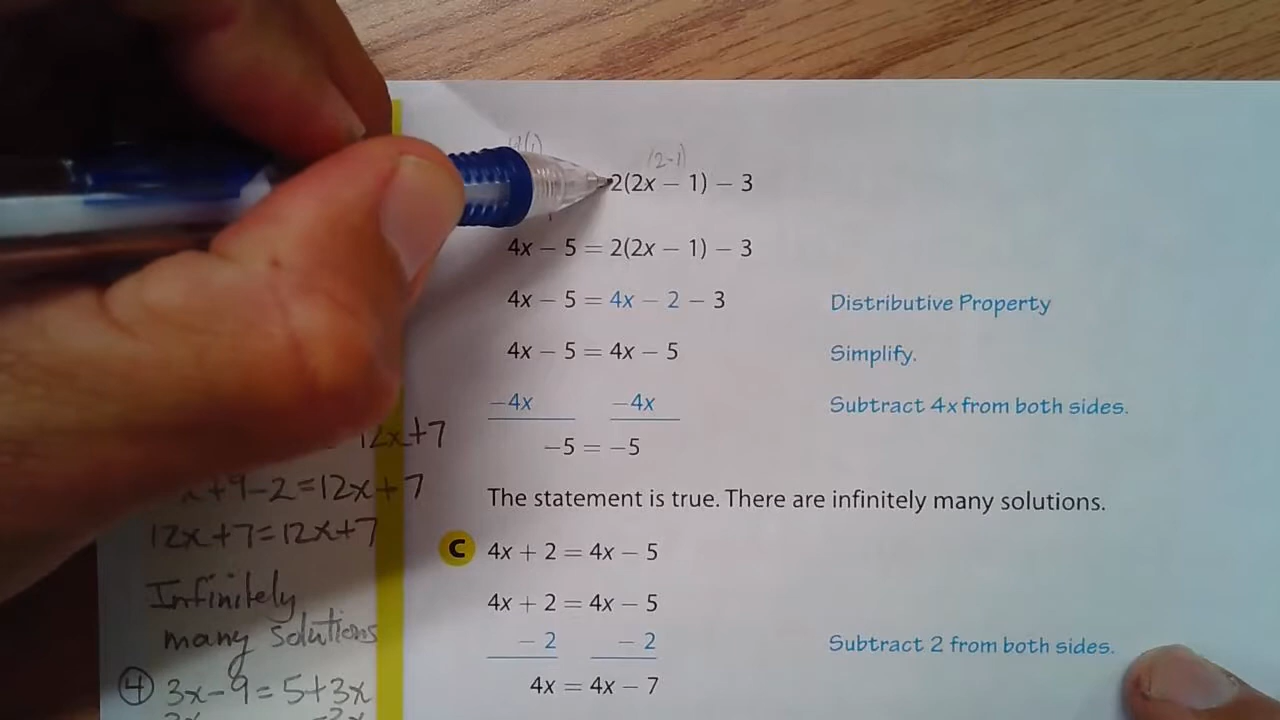 (2-1)
2(2x − 1) − 3
4x − 5 = 2(2x − 1) − 3
4x − 5 = 4x − 2 − 3 Distributive Property
4x − 5 = 4x − 5 Simplify.
−4x −4x Subtract 4x from both sides.
−5 = −5
The statement is true. There are infinitely many solutions.
C 4x + 2 = 4x − 5
4x + 2 = 4x − 5
− 2 − 2 Subtract 2 from both sides.
4x = 4x − 7
12x+7
x+9-2=12x+7
12x+7=12x+7
Infinitely
many solutions
④ 3x-9=5+3x